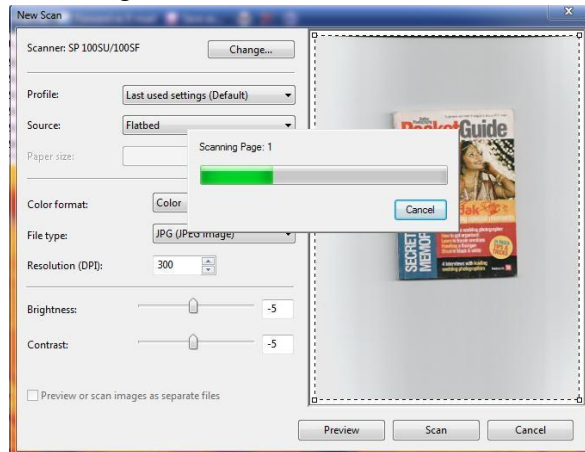 New Scan
Scanner: SP 100SU/100SF
Change...
Profile:
Last used settings (Default)
Source:
Flatbed
Paper size:
Scanning Page: 1
Cancel
Color format:
Color
File type:
JPG (JPEG Image)
Resolution (DPI):
300
Brightness:
-5
Contrast:
-5
Preview or scan images as separate files
Preview
Scan
Cancel
PocketGuide
SECRET
MEMOR